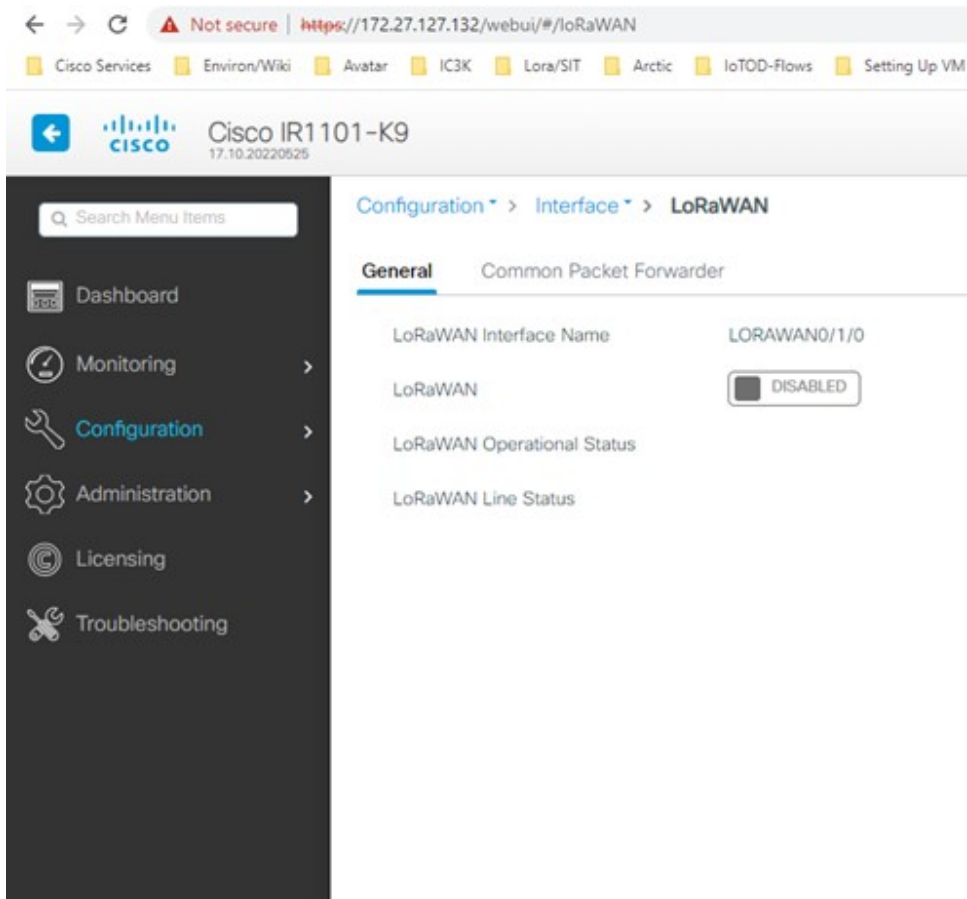 Not secure | https://172.27.127.132/webui/#/loRaWAN
Cisco Services Environ/Wiki Avatar IC3K Lora/SIT Arctic IoTOD-Flows Setting Up VM
CISCO Cisco IR1101-K9
17.10.20220525
Search Menu Items
Dashboard
Monitoring
Configuration
Administration
Licensing
Troubleshooting
Configuration > Interface > LoRaWAN
General Common Packet Forwarder
LoRaWAN Interface Name LORAWAN0/1/0
LoRaWAN DISABLED
LoRaWAN Operational Status
LoRaWAN Line Status